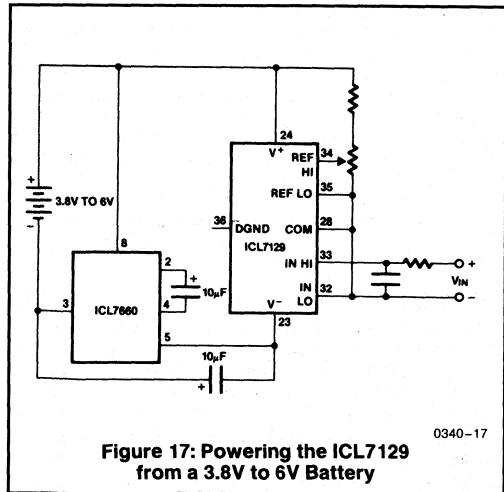 24
V+
REF HI
34
REF LO
35
36
DGND
COM
28
ICL7129
IN HI
33
IN LO
32
V−
23
+
VIN
−
+
3.8V TO 6V
−
8
2
+
3
ICL7660
10μF
4
5
10μF
+
0340–17
Figure 17: Powering the ICL7129
from a 3.8V to 6V Battery